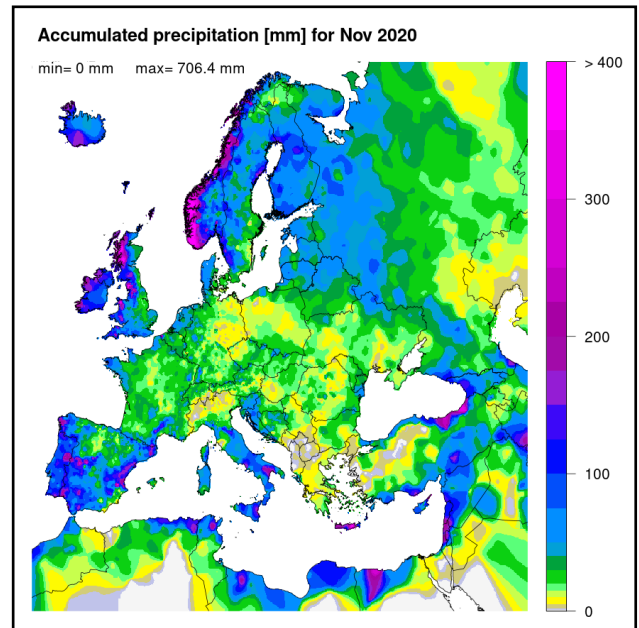 Accumulated precipitation [mm] for Nov 2020
min= 0 mm max= 706.4 mm
> 400
300
200
100
0